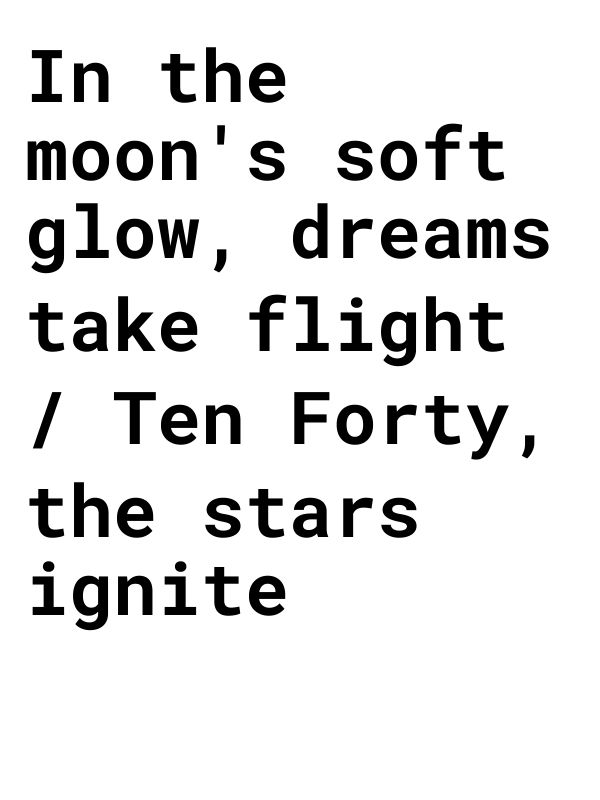 In the
moon's soft
glow, dreams
take flight
/ Ten Forty,
the stars
ignite